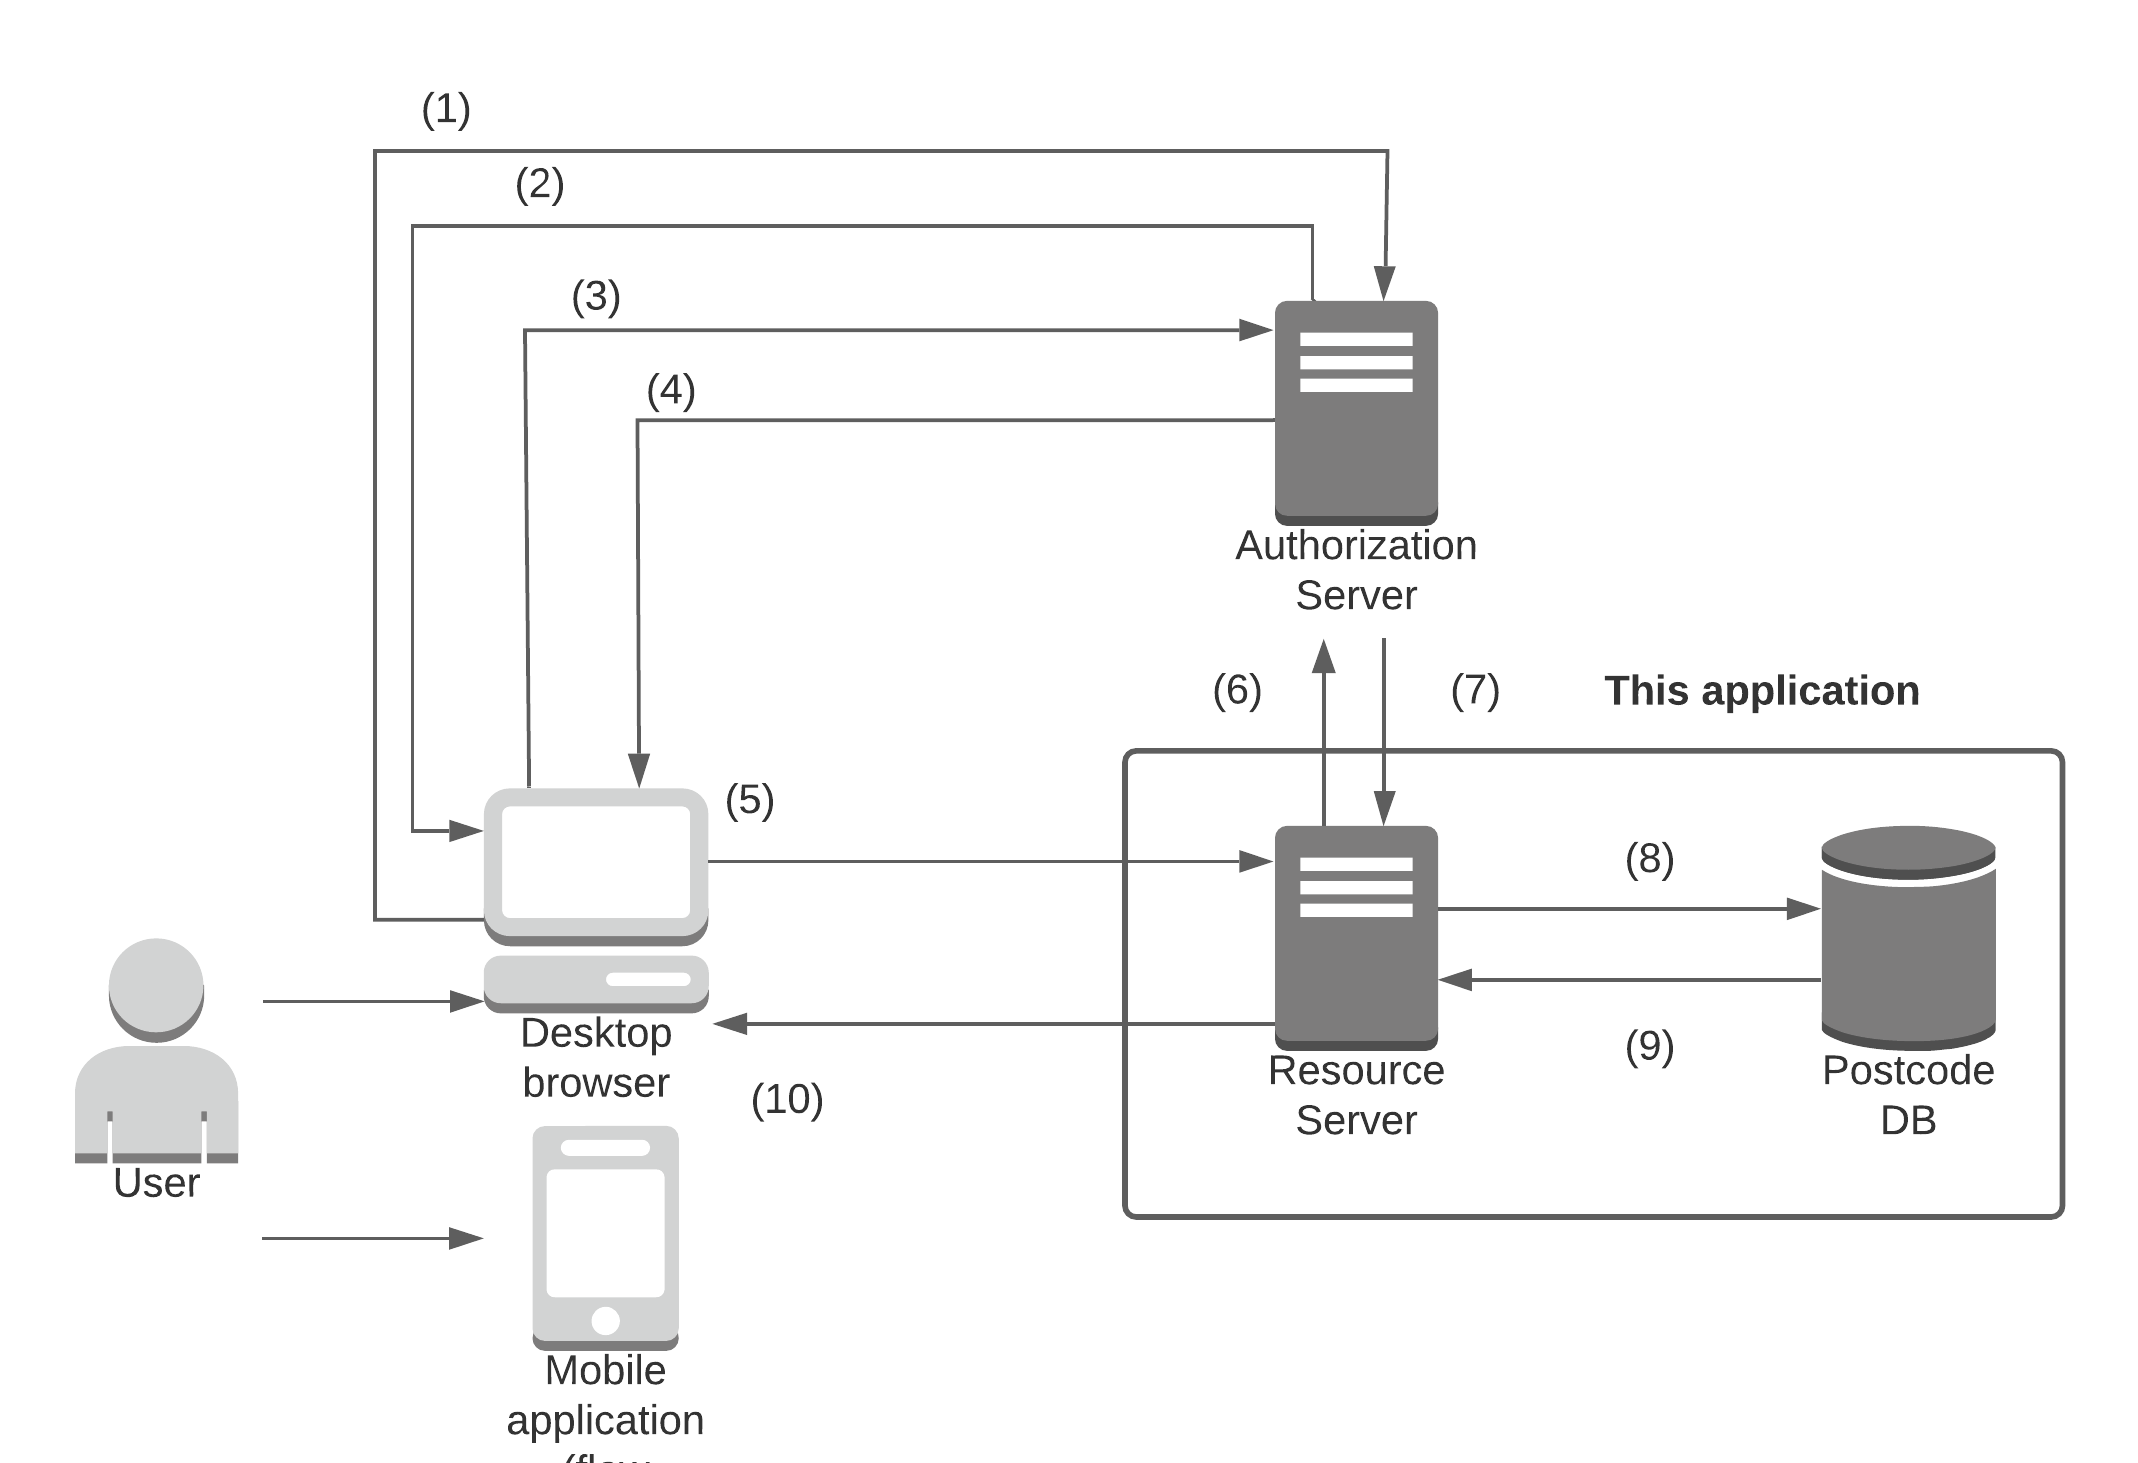 (1)
(2)
(3)
(4)
Authorization
Server
(6)
(7)
This application
(5)
(8)
Desktop
browser
(10)
Resource
Server
(9)
Postcode
DB
User
Mobile
application
(flow